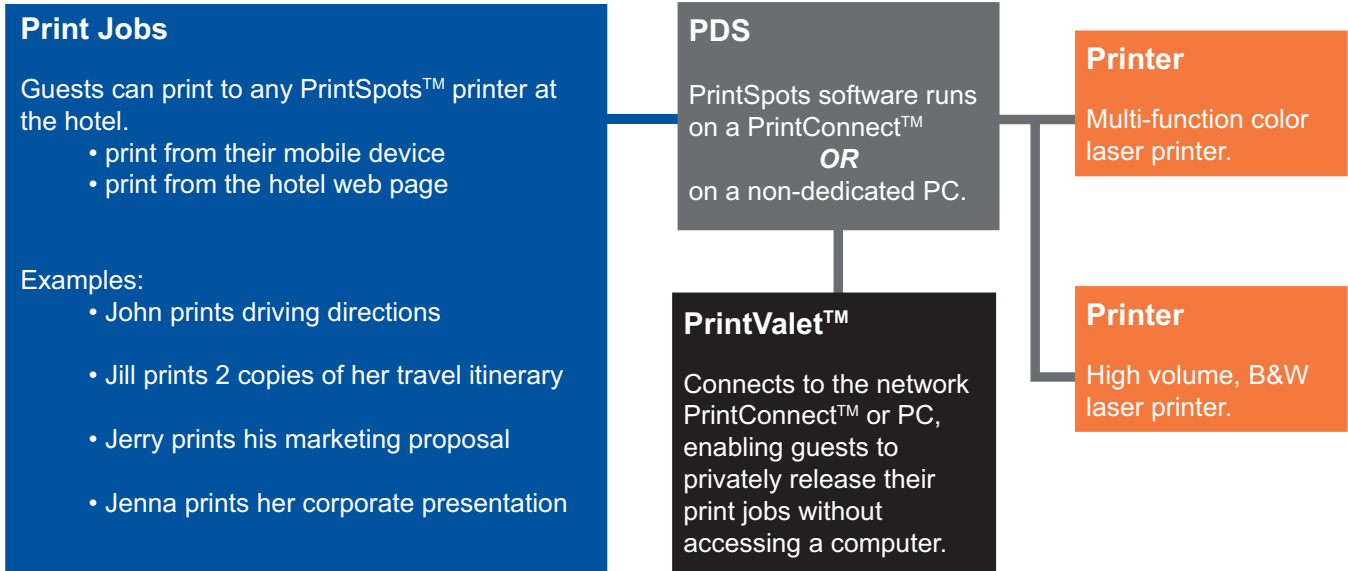 Print Jobs
Guests can print to any PrintSpots™ printer at
the hotel.
• print from their mobile device
• print from the hotel web page
Examples:
• John prints driving directions
• Jill prints 2 copies of her travel itinerary
• Jerry prints his marketing proposal
• Jenna prints her corporate presentation
PDS
PrintSpots software runs
on a PrintConnect™
OR
on a non-dedicated PC.
PrintValet™
Connects to the network
PrintConnect™ or PC,
enabling guests to
privately release their
print jobs without
accessing a computer.
Printer
Multi-function color
laser printer.
Printer
High volume, B&W
laser printer.